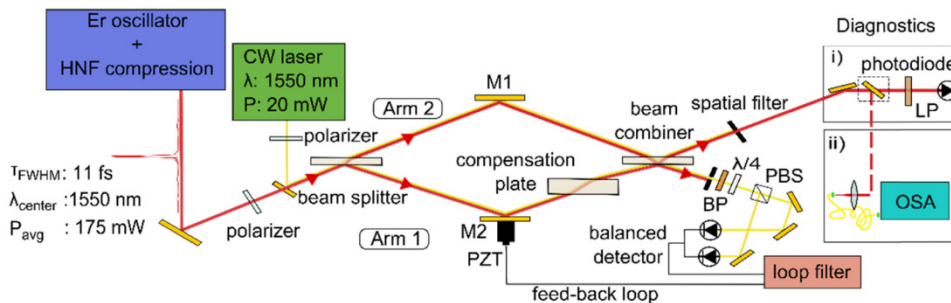 Er oscillator
+
HNF compression
CW laser
λ: 1550 nm
P: 20 mW
polarizer
τFWHM: 11 fs
λcenter :1550 nm
Pavg : 175 mW
polarizer
beam splitter
Arm 2
M1
Arm 1
M2
PZT
compensation
plate
beam
combiner
spatial filter
BP
λ/4
PBS
balanced
detector
loop filter
feed-back loop
Diagnostics
i)
photodiode
LP
ii)
OSA